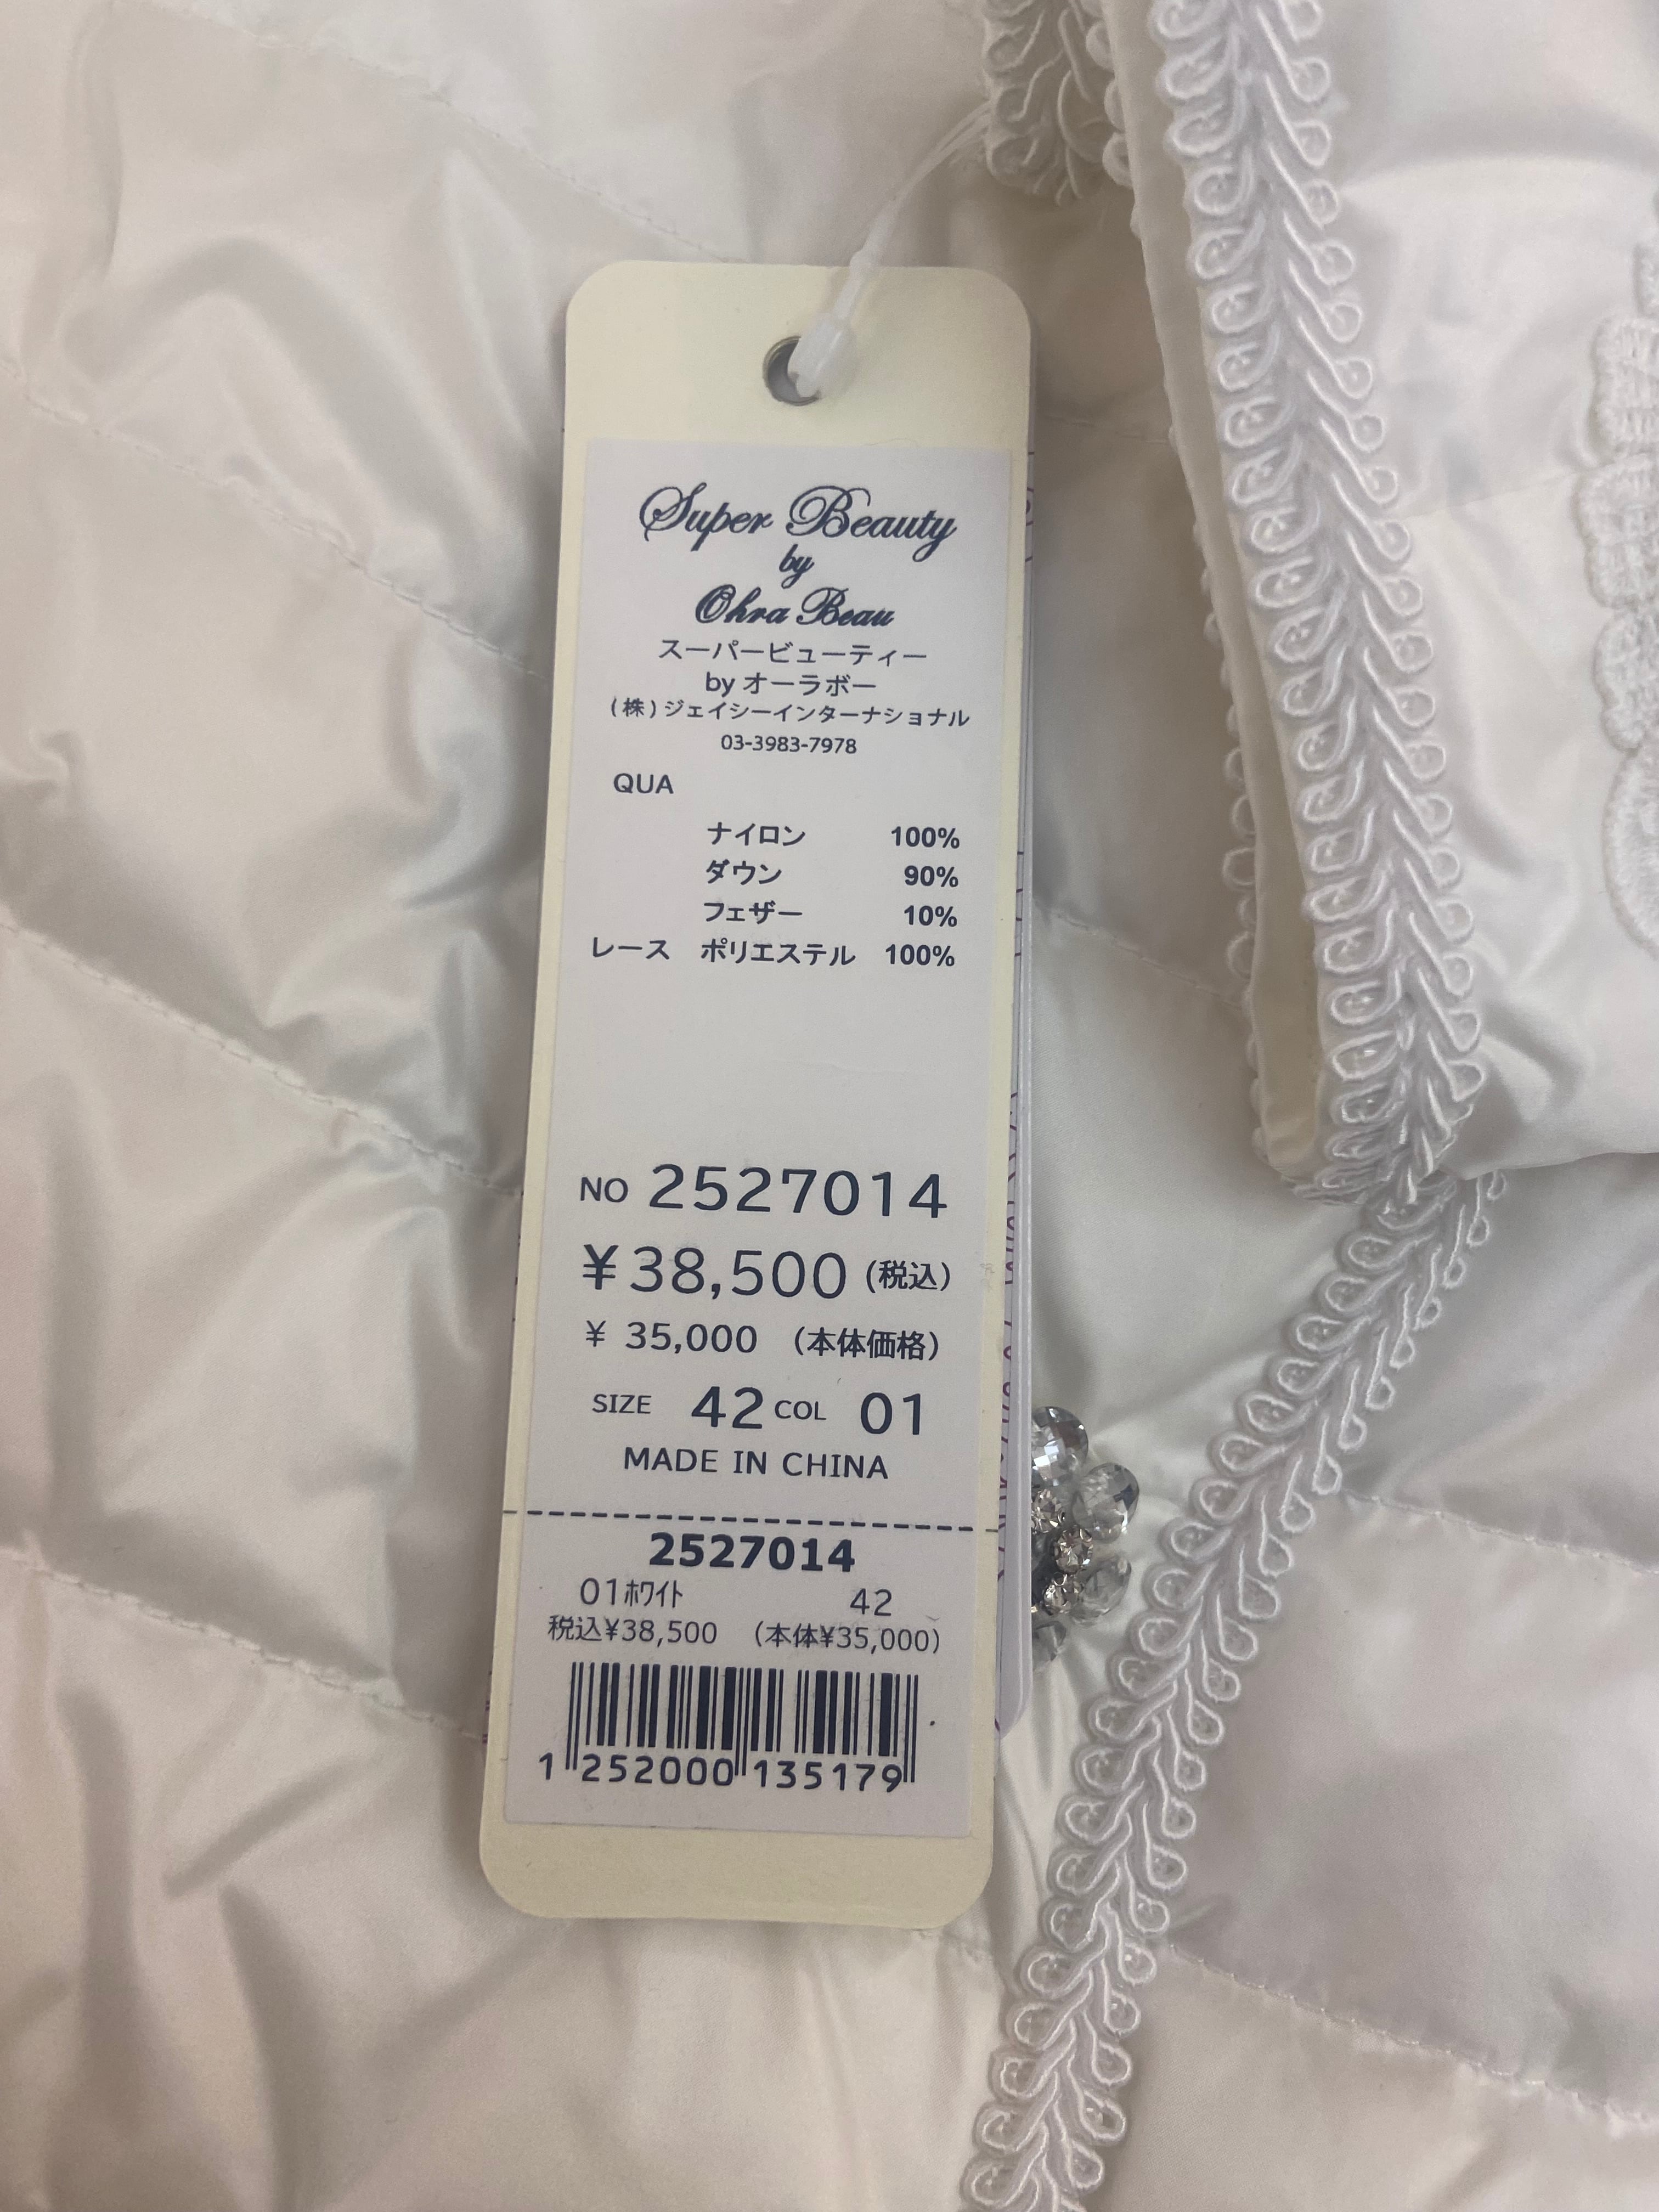 Super Beauty
by
Ohra Beau
スーパービューティー
by オーラボー
(株)ジェイシーインターナショナル
03-3983-7978
QUA
ナイロン 100%
ダウン 90%
フェザー 10%
レース ポリエステル 100%
NO 2527014
¥38,500 (税込)
¥ 35,000 (本体価格)
SIZE 42 COL 01
MADE IN CHINA
2527014
01ﾎﾜｲﾄ 42
税込¥38,500 (本体¥35,000)
1 252000 135179